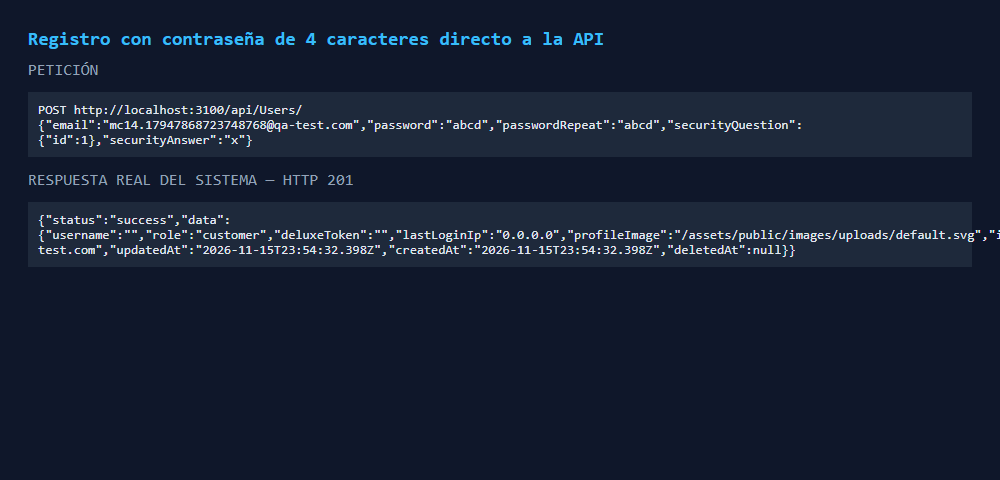 Registro con contraseña de 4 caracteres directo a la API
PETICIÓN
POST http://localhost:3100/api/Users/
{"email":"mc14.17947868723748768@qa-test.com","password":"abcd","passwordRepeat":"abcd","securityQuestion":
{"id":1},"securityAnswer":"x"}
RESPUESTA REAL DEL SISTEMA — HTTP 201
{"status":"success","data":
{"username":"","role":"customer","deluxeToken":"","lastLoginIp":"0.0.0.0","profileImage":"/assets/public/images/uploads/default.svg","i
test.com","updatedAt":"2026-11-15T23:54:32.398Z","createdAt":"2026-11-15T23:54:32.398Z","deletedAt":null}}